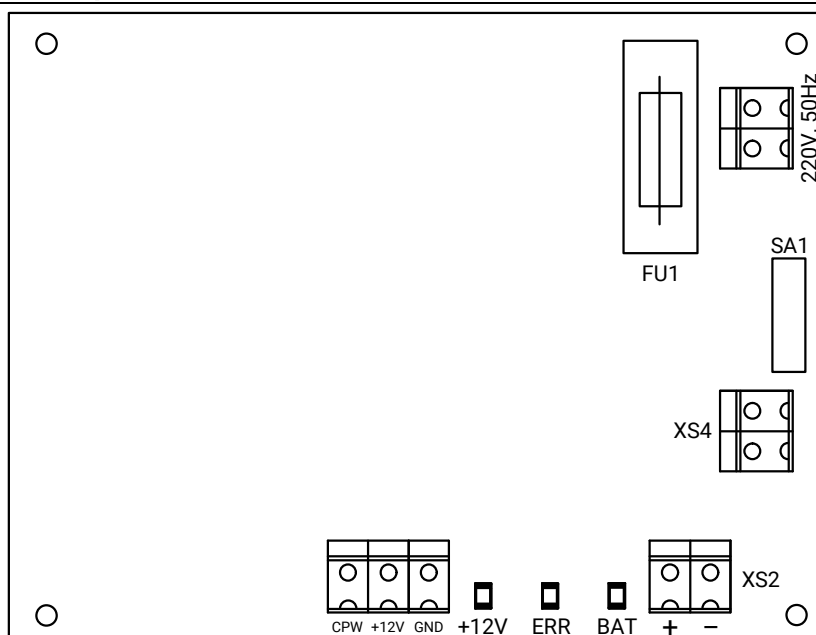 220V, 50Hz
SA1
FU1
XS4
XS2
CPW +12V GND +12V ERR BAT + −